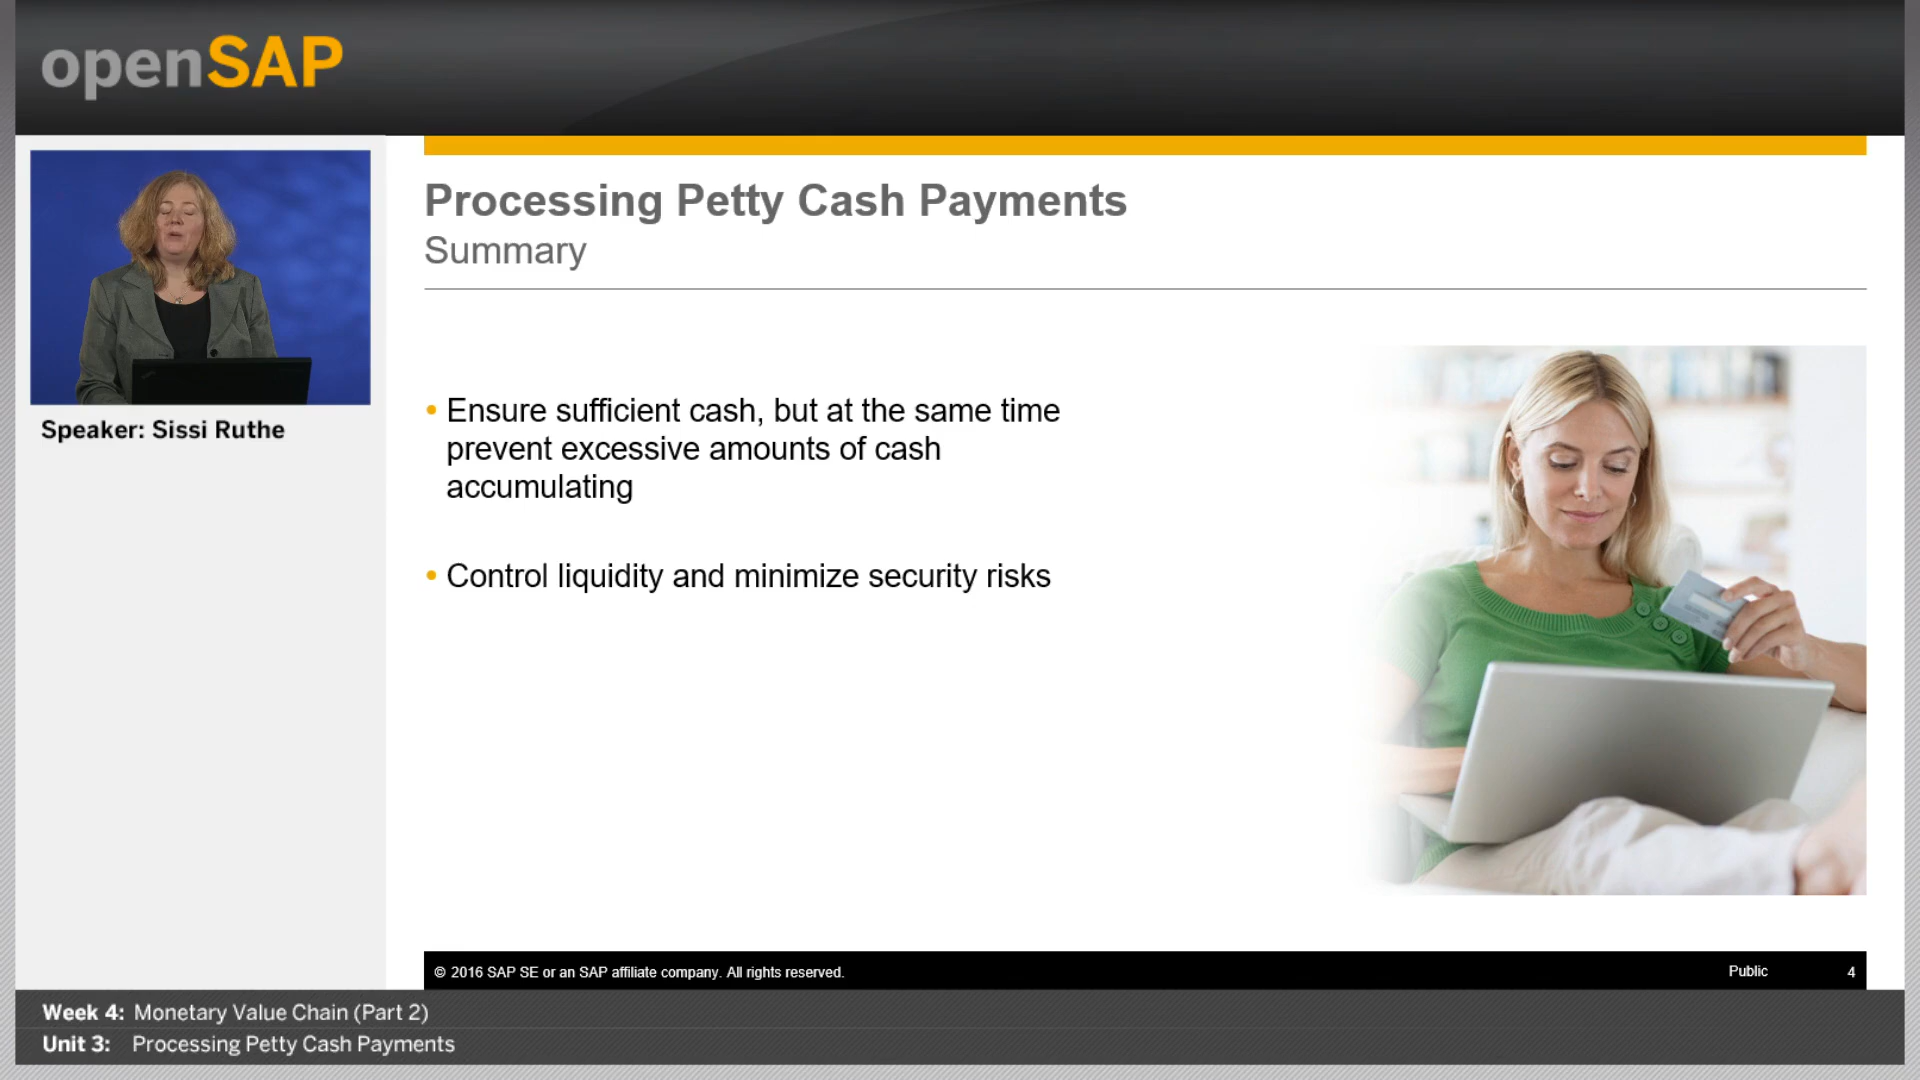 openSAP
Speaker: Sissi Ruthe
Processing Petty Cash Payments
Summary
• Ensure sufficient cash, but at the same time
prevent excessive amounts of cash
accumulating
• Control liquidity and minimize security risks
© 2016 SAP SE or an SAP affiliate company. All rights reserved.
Public
4
Week 4: Monetary Value Chain (Part 2)
Unit 3: Processing Petty Cash Payments